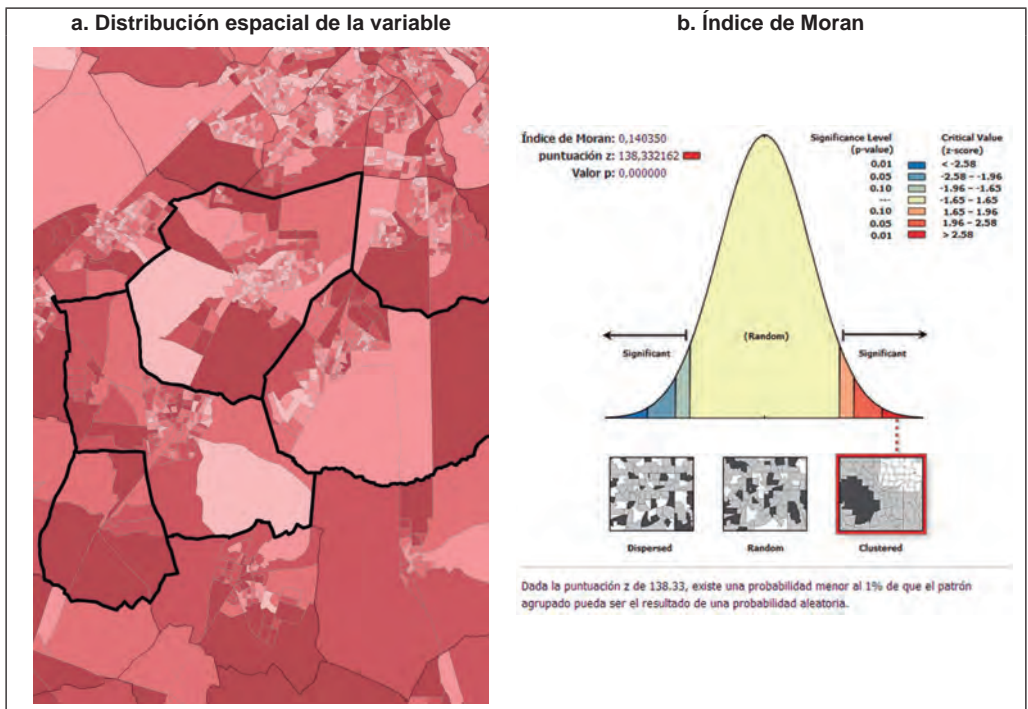 a. Distribución espacial de la variable
b. Índice de Moran
Índice de Moran: 0,140350
puntuación z: 138,332162
Valor p: 0,000000
Significance Level
(p-value)
Critical Value
(z-score)
0.01 < -2.58
0.05 -2.58 - -1.96
0.10 -1.96 - -1.65
--- -1.65 - 1.65
0.10 1.65 - 1.96
0.05 1.96 - 2.58
0.01 > 2.58
(Random)
Significant
Significant
Dispersed
Random
Clustered
Dada la puntuación z de 138.33, existe una probabilidad menor al 1% de que el patrón
agrupado pueda ser el resultado de una probabilidad aleatoria.